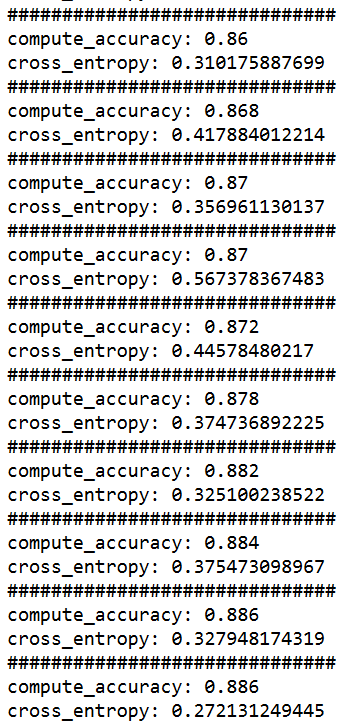 ##############################
compute_accuracy: 0.86
cross_entropy: 0.310175887699
##############################
compute_accuracy: 0.868
cross_entropy: 0.417884012214
##############################
compute_accuracy: 0.87
cross_entropy: 0.356961130137
##############################
compute_accuracy: 0.87
cross_entropy: 0.567378367483
##############################
compute_accuracy: 0.872
cross_entropy: 0.44578480217
##############################
compute_accuracy: 0.878
cross_entropy: 0.374736892225
##############################
compute_accuracy: 0.882
cross_entropy: 0.325100238522
##############################
compute_accuracy: 0.884
cross_entropy: 0.375473098967
##############################
compute_accuracy: 0.886
cross_entropy: 0.327948174319
##############################
compute_accuracy: 0.886
cross_entropy: 0.272131249445